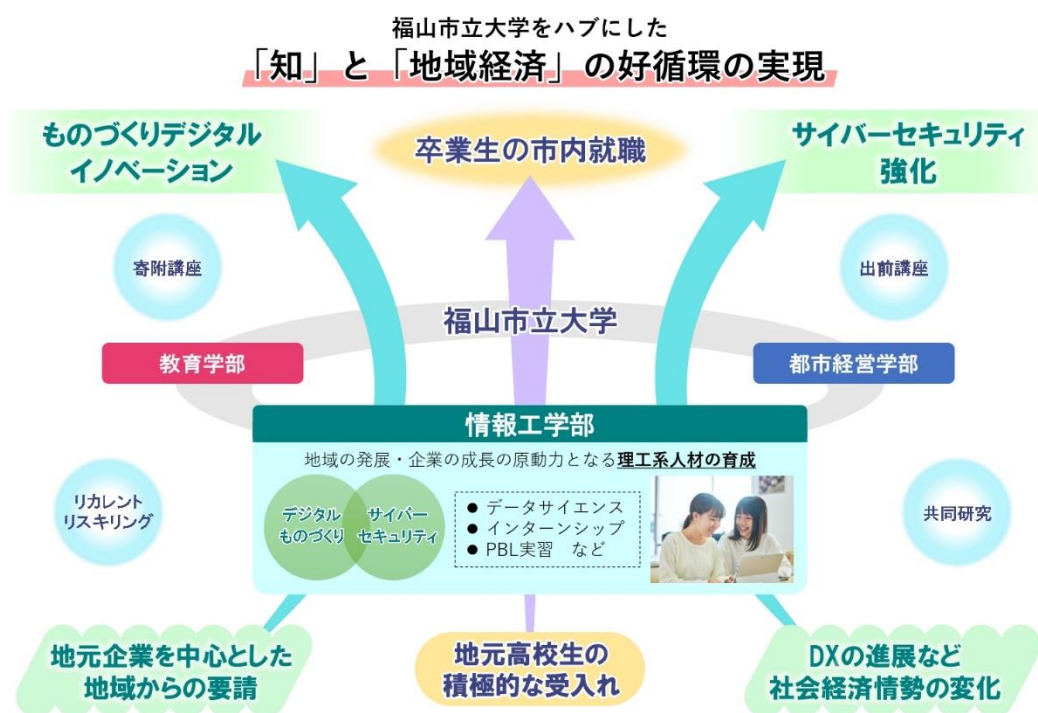 福山市立大学をハブにした
「知」と「地域経済」の好循環の実現
ものづくりデジタル
イノベーション
卒業生の市内就職
サイバーセキュリティ
強化
寄附講座
出前講座
福山市立大学
教育学部
都市経営学部
情報工学部
地域の発展・企業の成長の原動力となる理工系人材の育成
デジタル
ものづくり
サイバー
セキュリティ
● データサイエンス
● インターンシップ
● PBL実習 など
リカレント
リスキリング
共同研究
地元企業を中心とした
地域からの要請
地元高校生の
積極的な受入れ
DXの進展など
社会経済情勢の変化